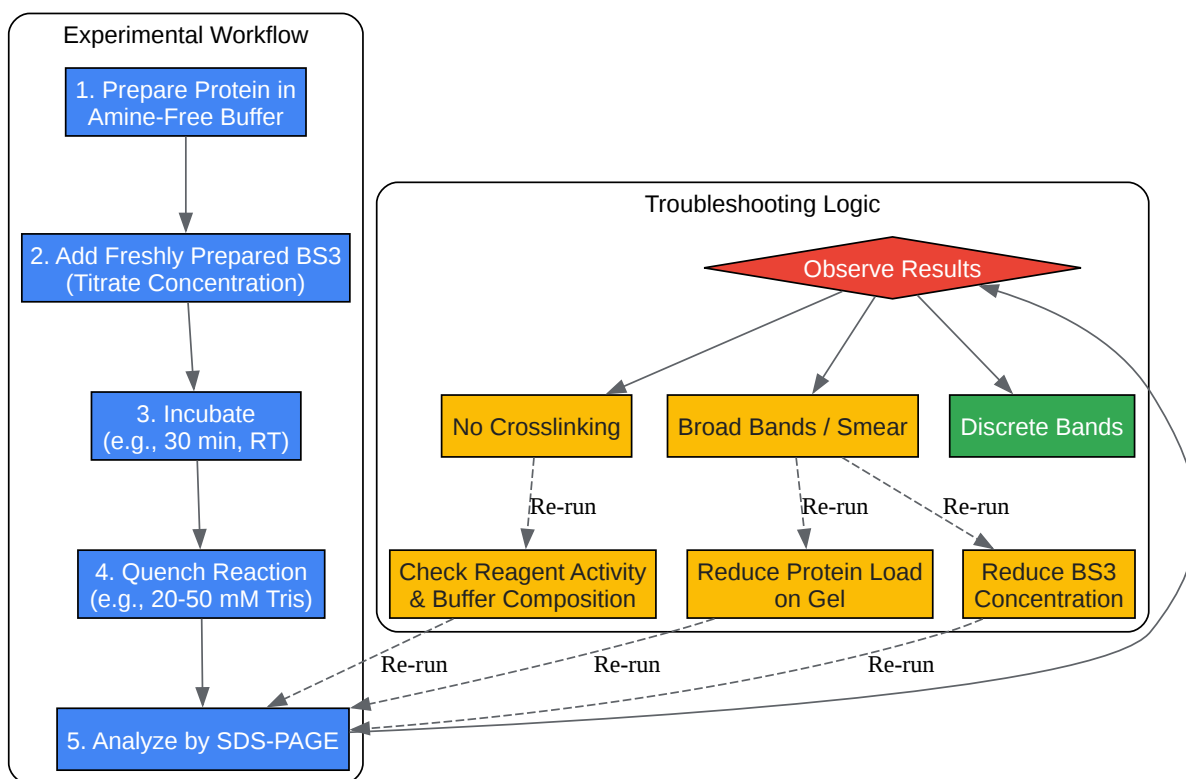 Experimental Workflow
1. Prepare Protein in
Amine-Free Buffer
2. Add Freshly Prepared BS3
(Titrate Concentration)
3. Incubate
(e.g., 30 min, RT)
4. Quench Reaction
(e.g., 20-50 mM Tris)
5. Analyze by SDS-PAGE
Troubleshooting Logic
Observe Results
No Crosslinking
Broad Bands / Smear
Discrete Bands
Re-run
Re-run
Re-run
Check Reagent Activity
& Buffer Composition
Reduce Protein Load
on Gel
Reduce BS3
Concentration
Re-run
Re-run
Re-run